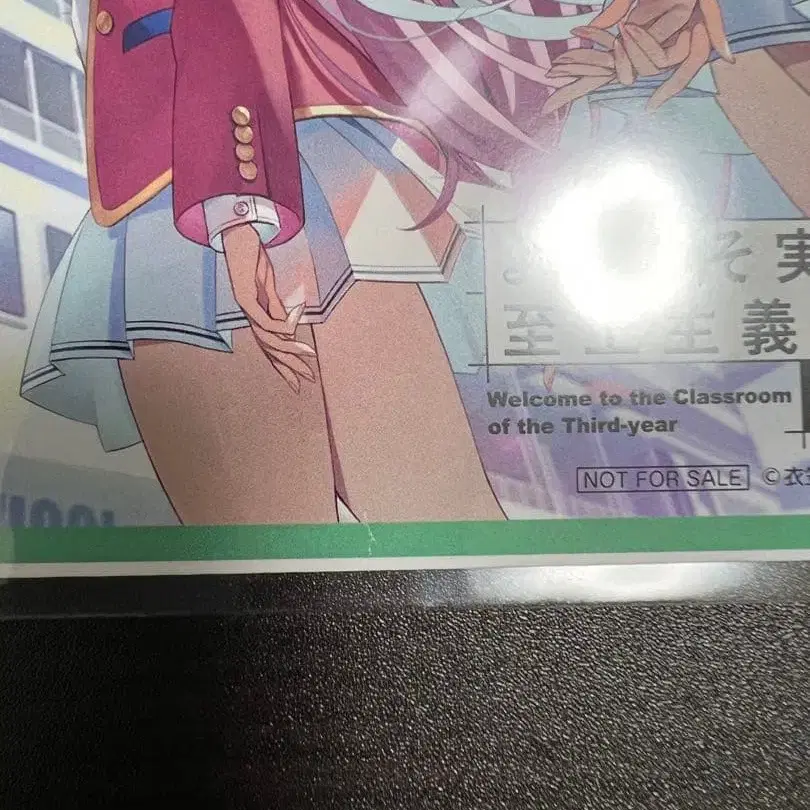 そ実
至上主義
Welcome to the Classroom
of the Third-year
NOT FOR SALE ©衣